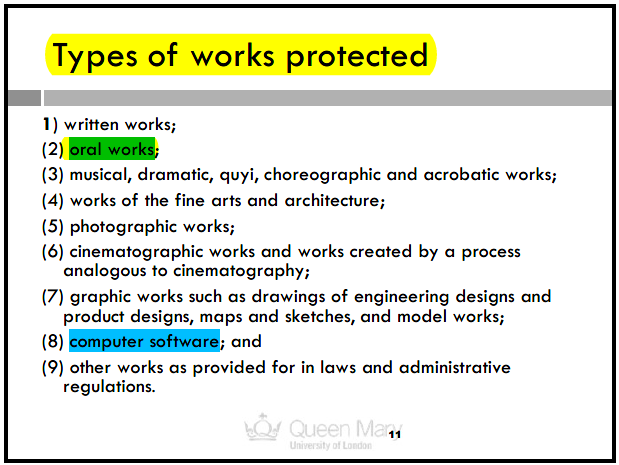 Types of works protected
1) written works;
(2) oral works;
(3) musical, dramatic, quyi, choreographic and acrobatic works;
(4) works of the fine arts and architecture;
(5) photographic works;
(6) cinematographic works and works created by a process
analogous to cinematography;
(7) graphic works such as drawings of engineering designs and
product designs, maps and sketches, and model works;
(8) computer software; and
(9) other works as provided for in laws and administrative
regulations.
Queen Mary
University of London
11